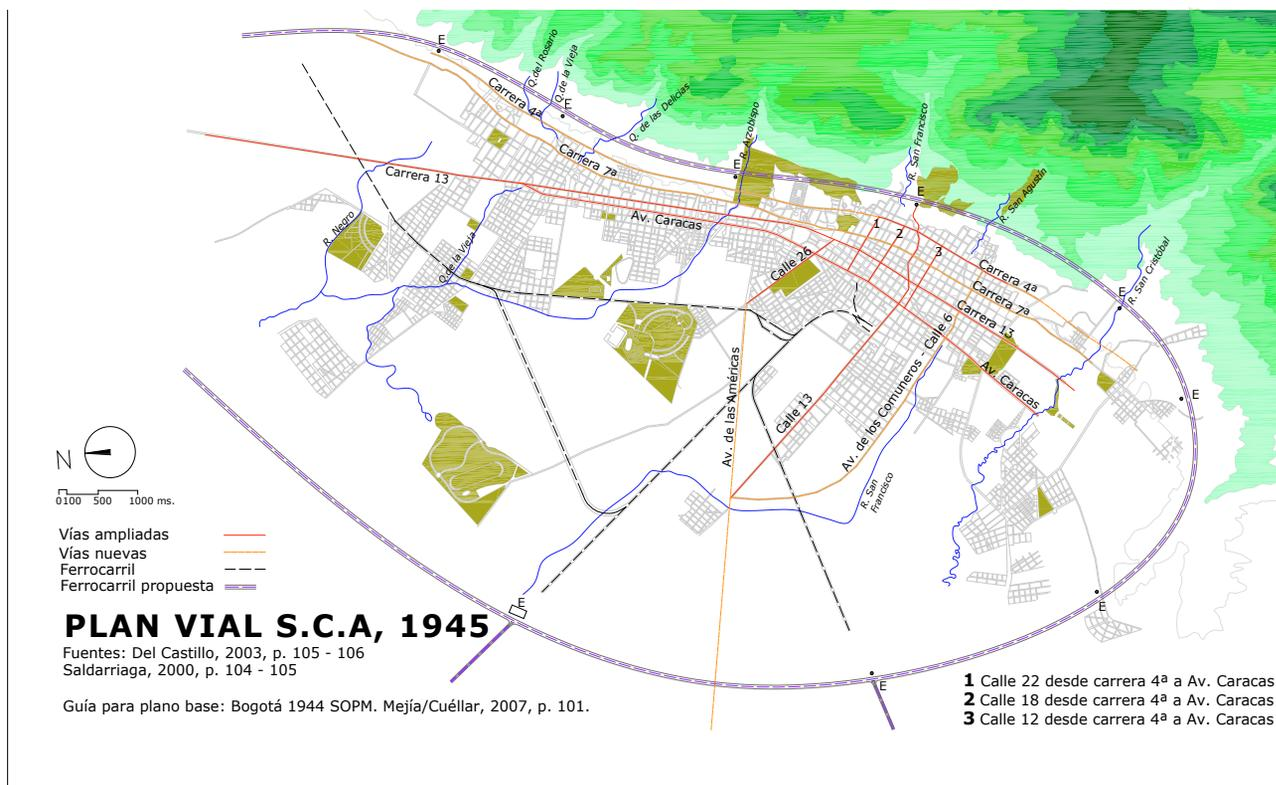 E
Q.del Rosario
Q.de la Vieja
E
Q. de las Delicias
Carrera 4ª
Carrera 7ª
R. Arzobispo
E
R. San Francisco
E
R. San Agustín
Carrera 13
Av. Caracas
R. Negro
Q.de la Vieja
Calle 26
1
2
3
Carrera 4ª
Carrera 7ª
Carrera 13
Av. Caracas
R. San Cristóbal
E
E
Av. de las Américas
Calle 13
Av. de los Comuneros - Calle 6
R. San
Francisco
N
0100 500 1000 ms.
Vías ampliadas
Vías nuevas
Ferrocarril
Ferrocarril propuesta
E
E
E
PLAN VIAL S.C.A, 1945
Fuentes: Del Castillo, 2003, p. 105 - 106
Saldarriaga, 2000, p. 104 - 105
Guía para plano base: Bogotá 1944 SOPM. Mejía/Cuéllar, 2007, p. 101.
1 Calle 22 desde carrera 4ª a Av. Caracas
2 Calle 18 desde carrera 4ª a Av. Caracas
3 Calle 12 desde carrera 4ª a Av. Caracas